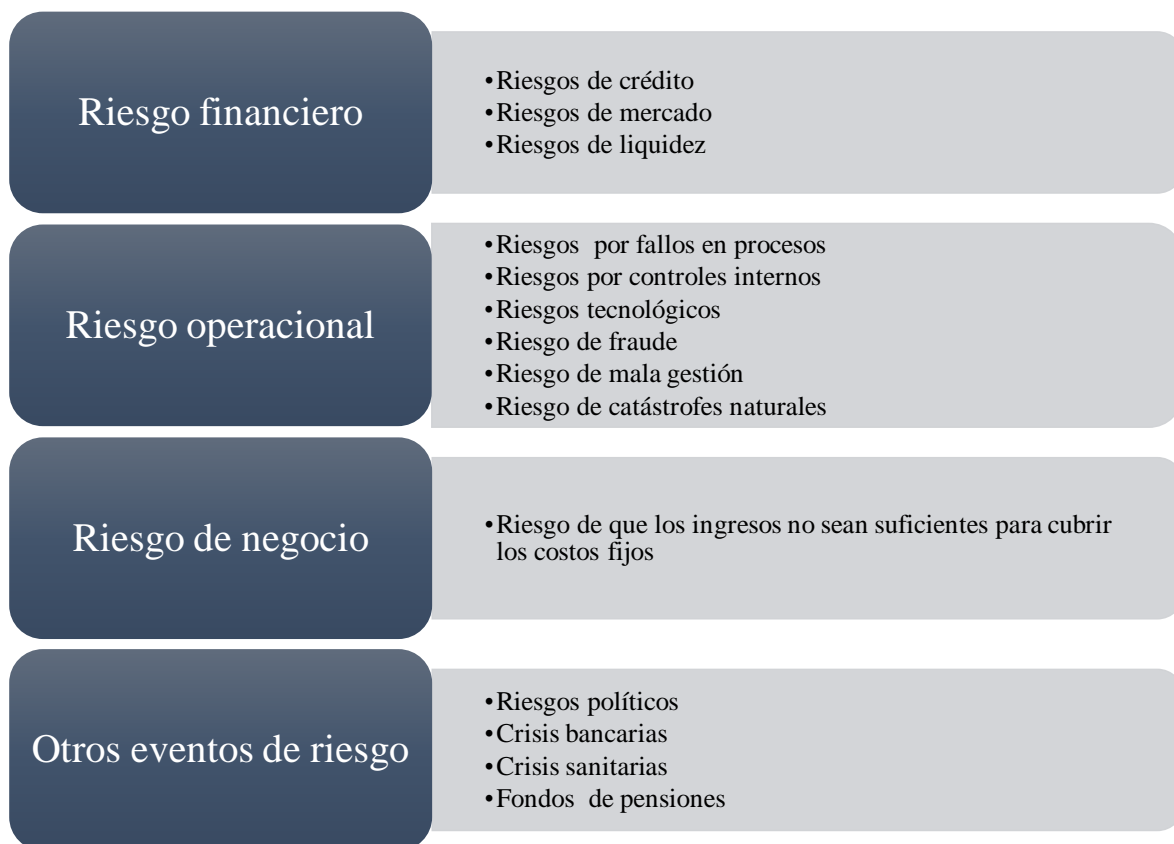 Riesgo financiero
•Riesgos de crédito
•Riesgos de mercado
•Riesgos de liquidez
Riesgo operacional
•Riesgos  por fallos en procesos
•Riesgos por controles internos
•Riesgos tecnológicos
•Riesgo de fraude
•Riesgo de mala gestión
•Riesgo de catástrofes naturales
Riesgo de negocio
•Riesgo de que los ingresos no sean suficientes para cubrir
los costos fijos
Otros eventos de riesgo
•Riesgos políticos
•Crisis bancarias
•Crisis sanitarias
•Fondos  de pensiones